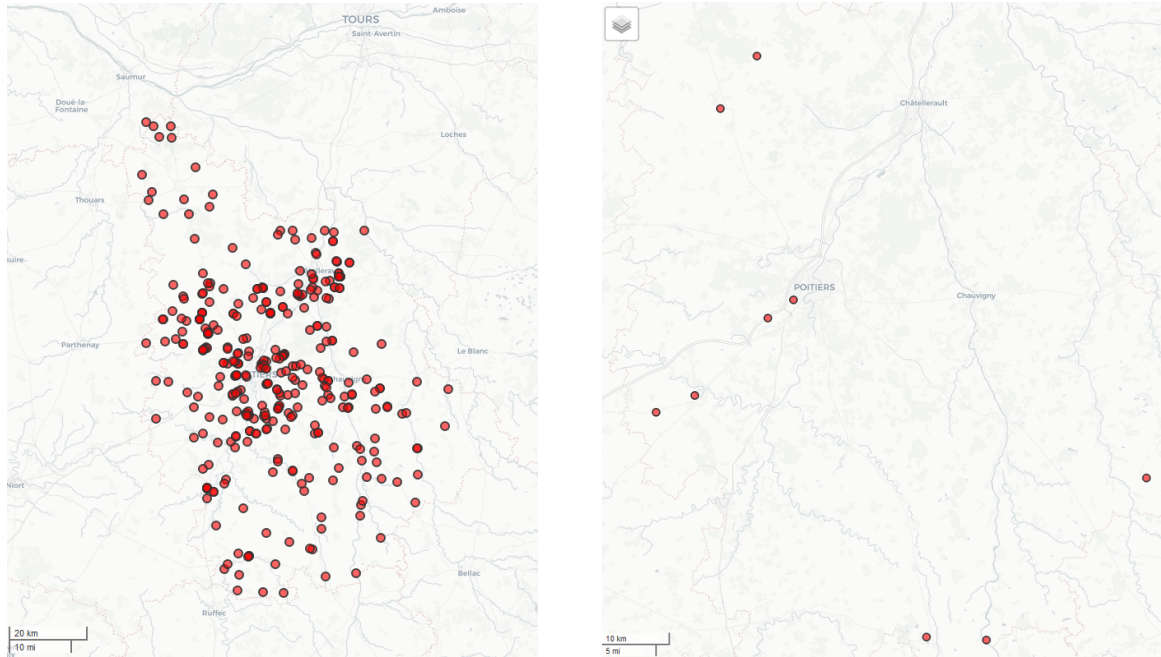 TOURS
Amboise
Saint-Avertin
Saumur
Doué-la-
Fontaine
Loches
Thouars
Parthenay
Le Blanc
Niort
Bellac
Ruffec
20 km
10 mi
Châtellerault
POITIERS
Chauvigny
10 km
5 mi